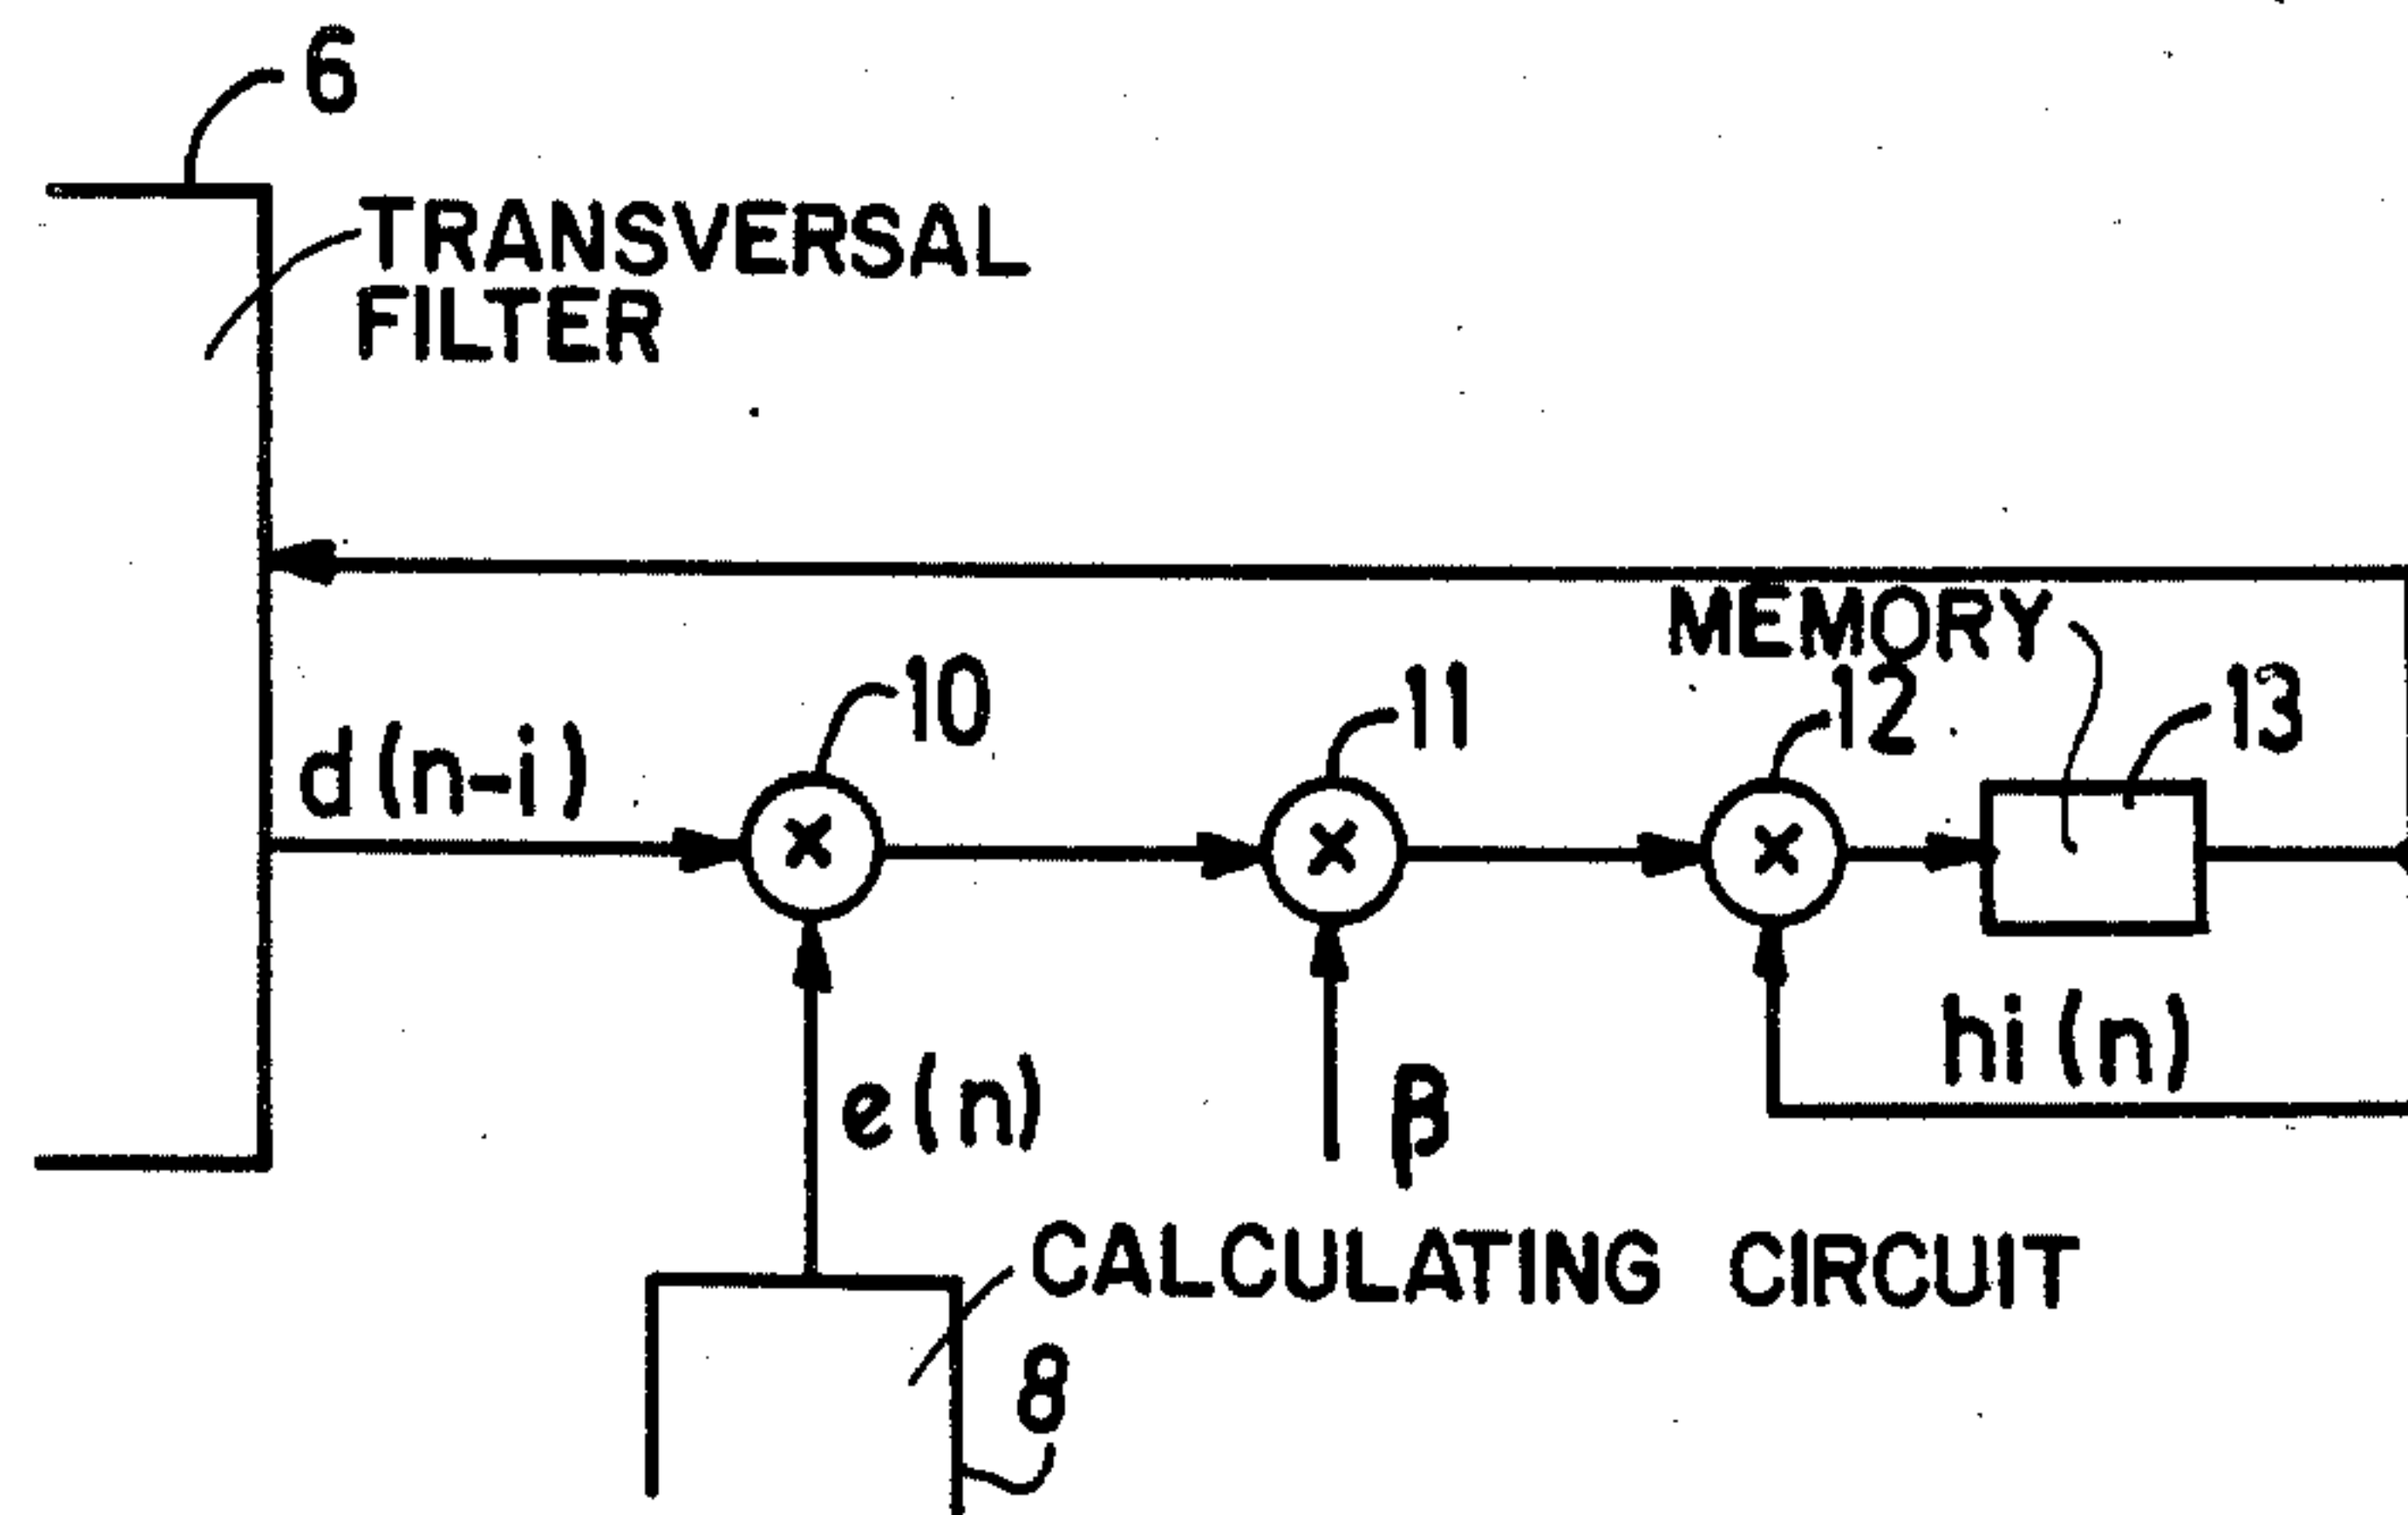 6
TRANSVERSAL
FILTER
MEMORY
10
11
12
13
d(n-i)
×
×
×
hi(n)
e(n)
β
CALCULATING CIRCUIT
8